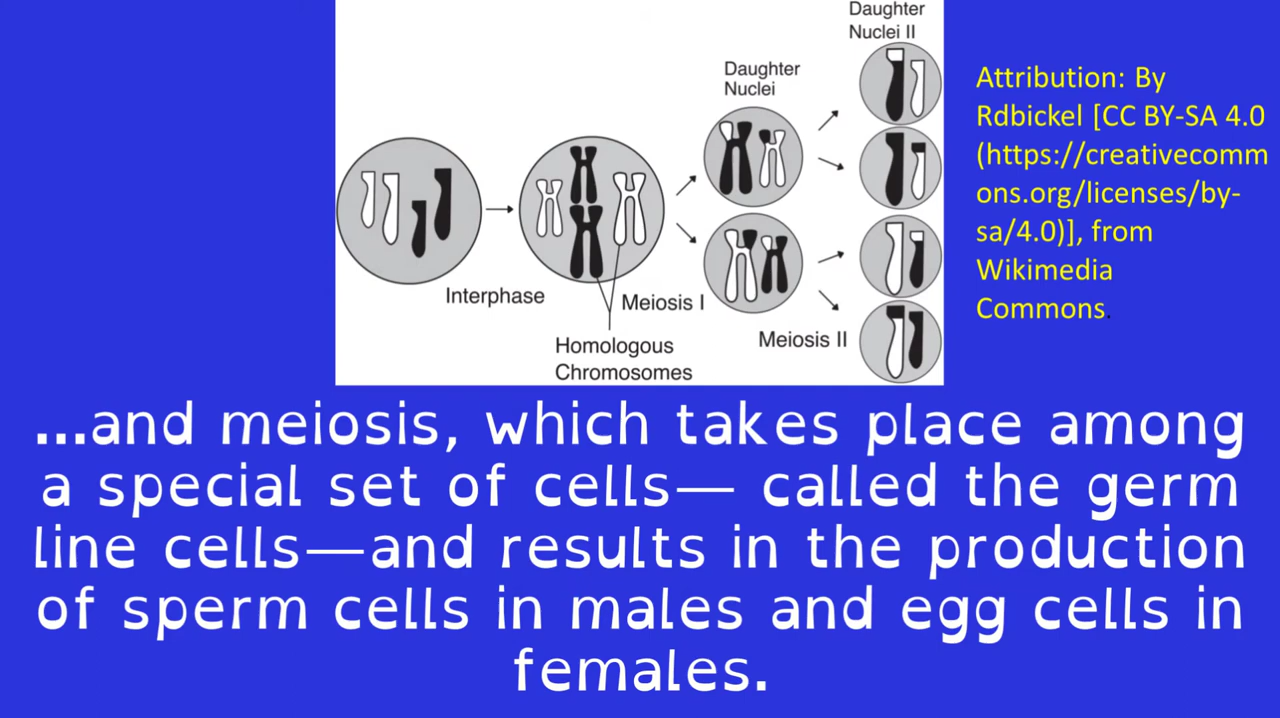 Daughter
Nuclei II
Daughter
Nuclei
Interphase
Meiosis I
Homologous
Chromosomes
Meiosis II
Attribution: By
Rdbickel [CC BY-SA 4.0
(https://creativecomm
ons.org/licenses/by-
sa/4.0)], from
Wikimedia
Commons.
...and meiosis, which takes place among
a special set of cells— called the germ
line cells—and results in the production
of sperm cells in males and egg cells in
females.